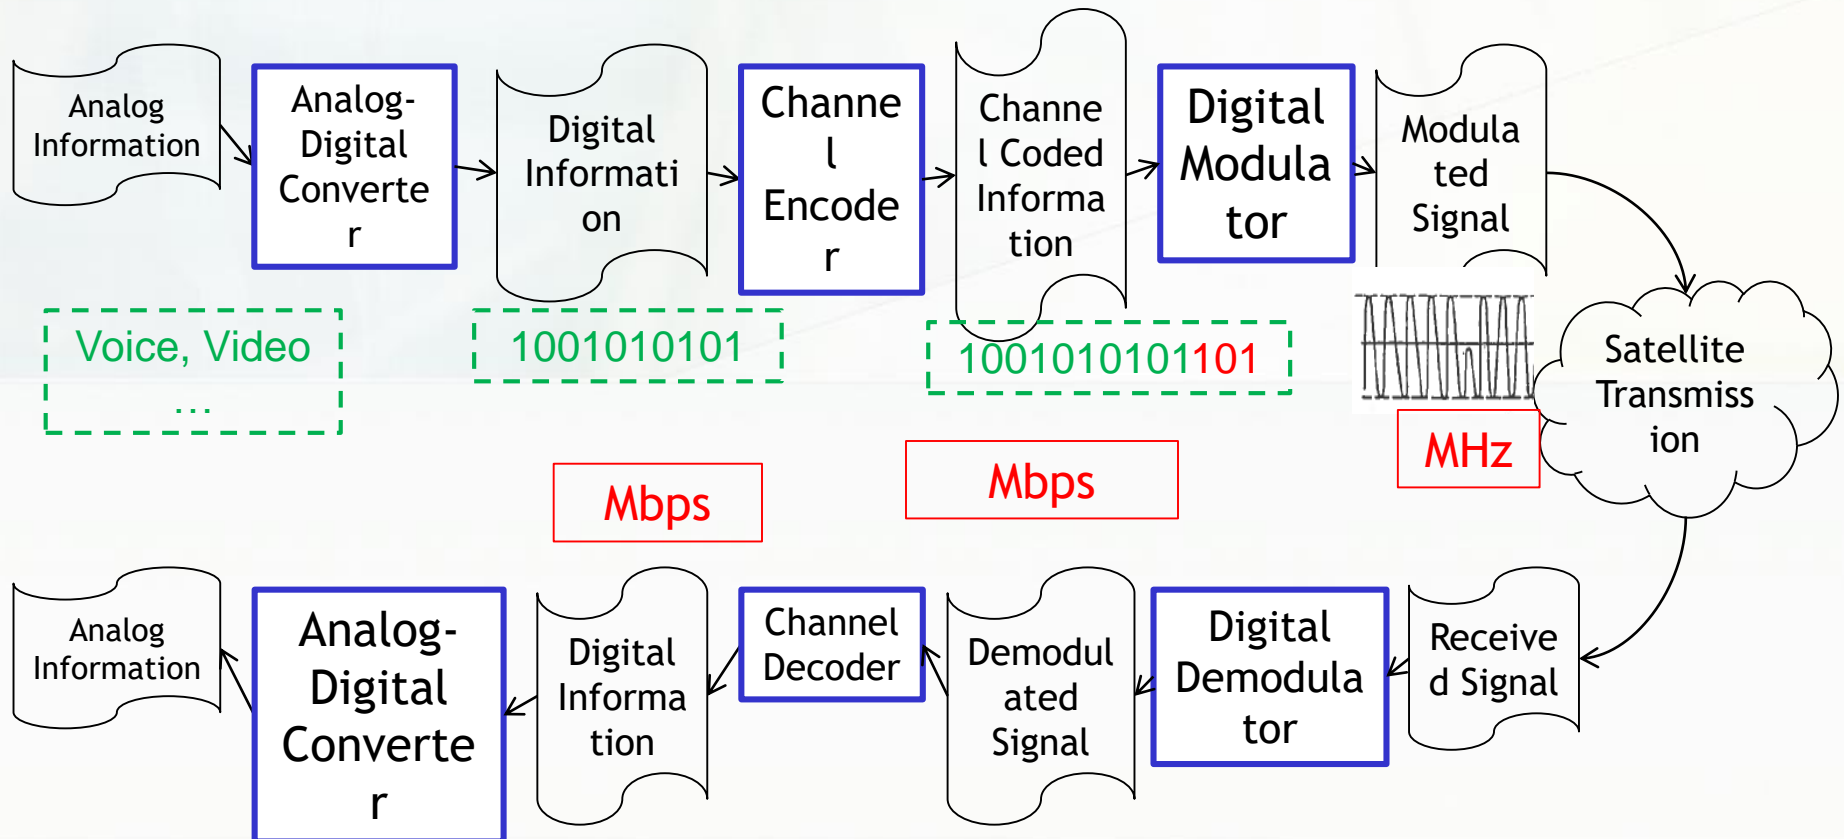 Analog
Information
Analog-
Digital
Converte
r
Digital
Informati
on
Channe
l
Encode
r
Channe
l Coded
Informa
tion
Digital
Modula
tor
Modula
ted
Signal
Voice, Video
...
1001010101
1001010101101
Satellite
Transmiss
ion
MHz
Mbps
Mbps
Analog
Information
Analog-
Digital
Converte
r
Digital
Informa
tion
Channel
Decoder
Demodul
ated
Signal
Digital
Demodula
tor
Receive
d Signal